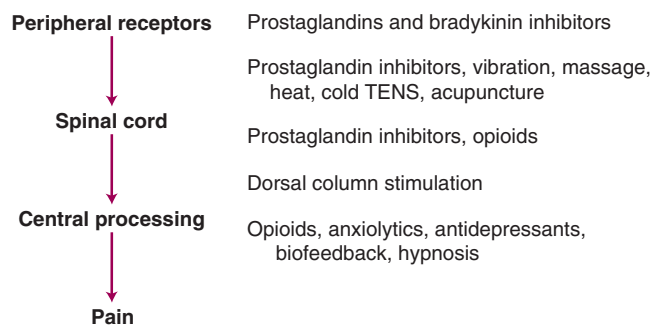 Peripheral receptors
Prostaglandins and bradykinin inhibitors
Prostaglandin inhibitors, vibration, massage,
heat, cold TENS, acupuncture
Spinal cord
Prostaglandin inhibitors, opioids
Dorsal column stimulation
Central processing
Opioids, anxiolytics, antidepressants,
biofeedback, hypnosis
Pain